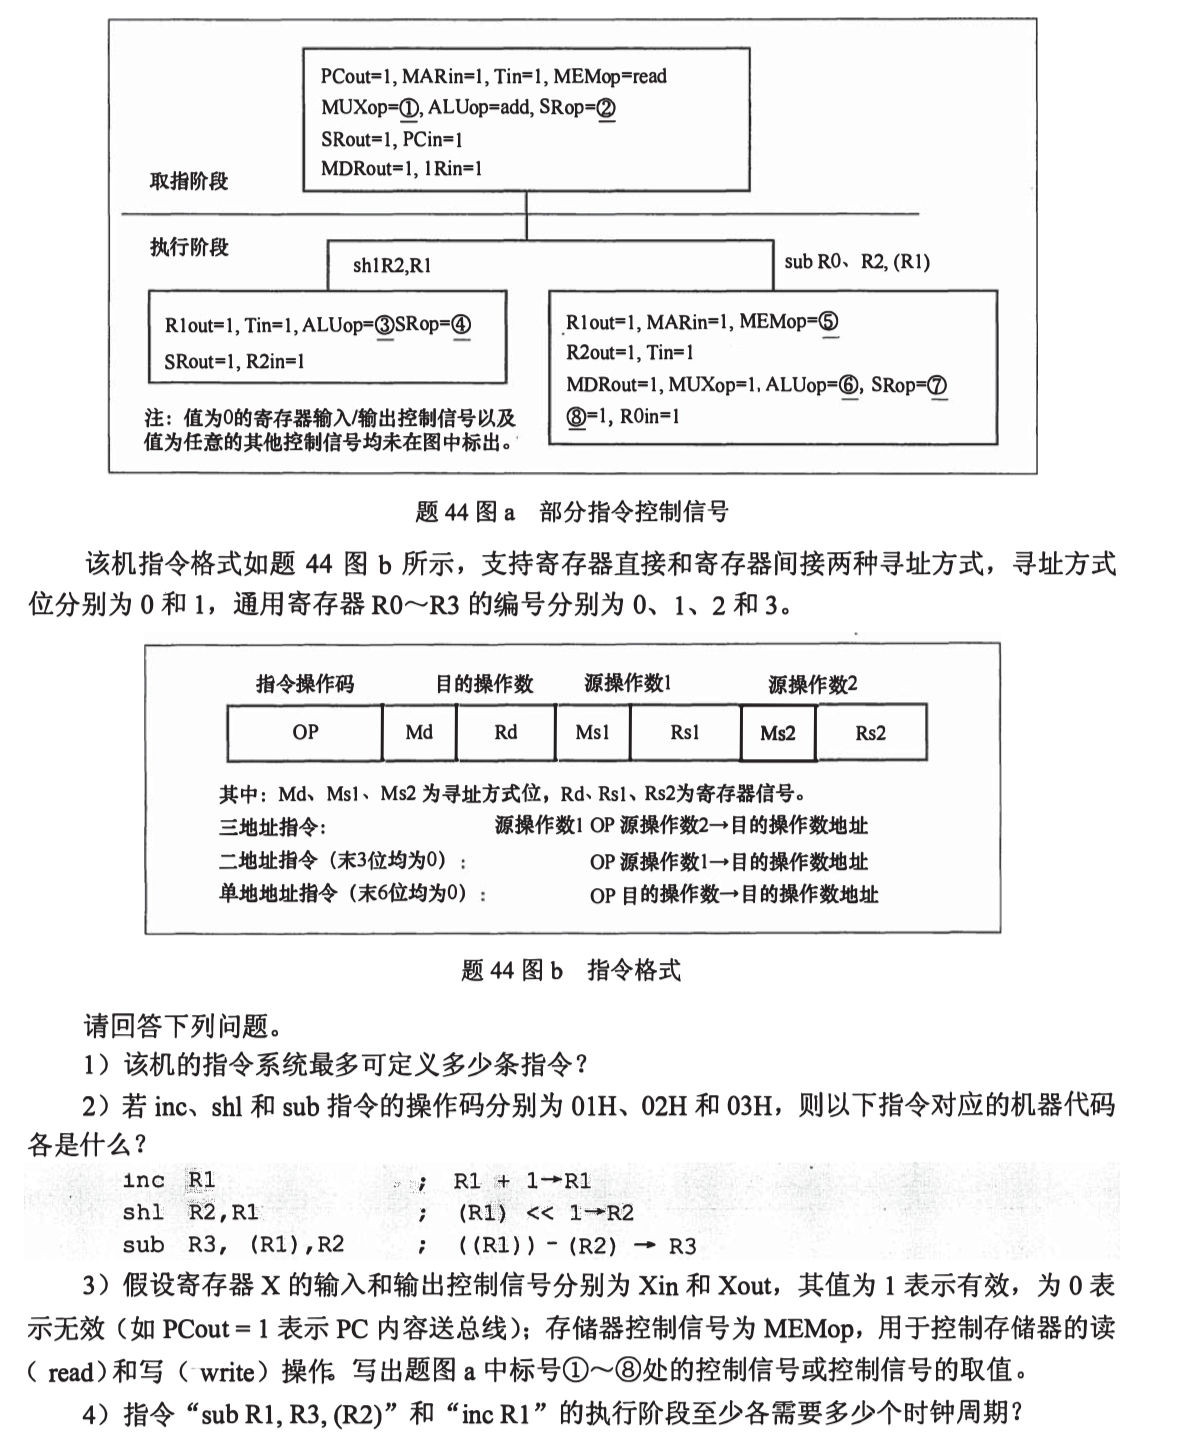 PCout=1, MARin=1, Tin=1, MEMop=read
MUXop=①, ALUop=add, SRop=②
SRout=1, PCin=1
MDRout=1, 1Rin=1
取指阶段
执行阶段
sh1R2,R1
sub R0、R2, (R1)
R1out=1, Tin=1, ALUop=③SRop=④
SRout=1, R2in=1
R1out=1, MARin=1, MEMop=⑤
R2out=1, Tin=1
MDRout=1, MUXop=1, ALUop=⑥, SRop=⑦
⑧=1, R0in=1
注：值为0的寄存器输入/输出控制信号以及
值为任意的其他控制信号均未在图中标出。
题 44 图 a 部分指令控制信号
该机指令格式如题 44 图 b 所示，支持寄存器直接和寄存器间接两种寻址方式，寻址方式
位分别为 0 和 1，通用寄存器 R0～R3 的编号分别为 0、1、2 和 3。
指令操作码 目的操作数 源操作数1 源操作数2
OP Md Rd Ms1 Rs1 Ms2 Rs2
其中：Md、Ms1、Ms2 为寻址方式位，Rd、Rs1、Rs2为寄存器信号。
三地址指令： 源操作数1 OP 源操作数2→目的操作数地址
二地址指令（末3位均为0）： OP 源操作数1→目的操作数地址
单地地址指令（末6位均为0）： OP 目的操作数→目的操作数地址
题 44 图 b 指令格式
请回答下列问题。
1）该机的指令系统最多可定义多少条指令？
2）若 inc、shl 和 sub 指令的操作码分别为 01H、02H 和 03H，则以下指令对应的机器代码
各是什么？
inc R1 ; R1 + 1→R1
shl R2,R1 ; (R1) << 1→R2
sub R3, (R1),R2 ; ((R1)) - (R2) → R3
3）假设寄存器 X 的输入和输出控制信号分别为 Xin 和 Xout，其值为 1 表示有效，为 0 表
示无效（如 PCout = 1 表示 PC 内容送总线）；存储器控制信号为 MEMop，用于控制存储器的读
（read）和写（write）操作。写出题图 a 中标号①～⑧处的控制信号或控制信号的取值。
4）指令“sub R1, R3, (R2)”和“inc R1”的执行阶段至少各需要多少个时钟周期？